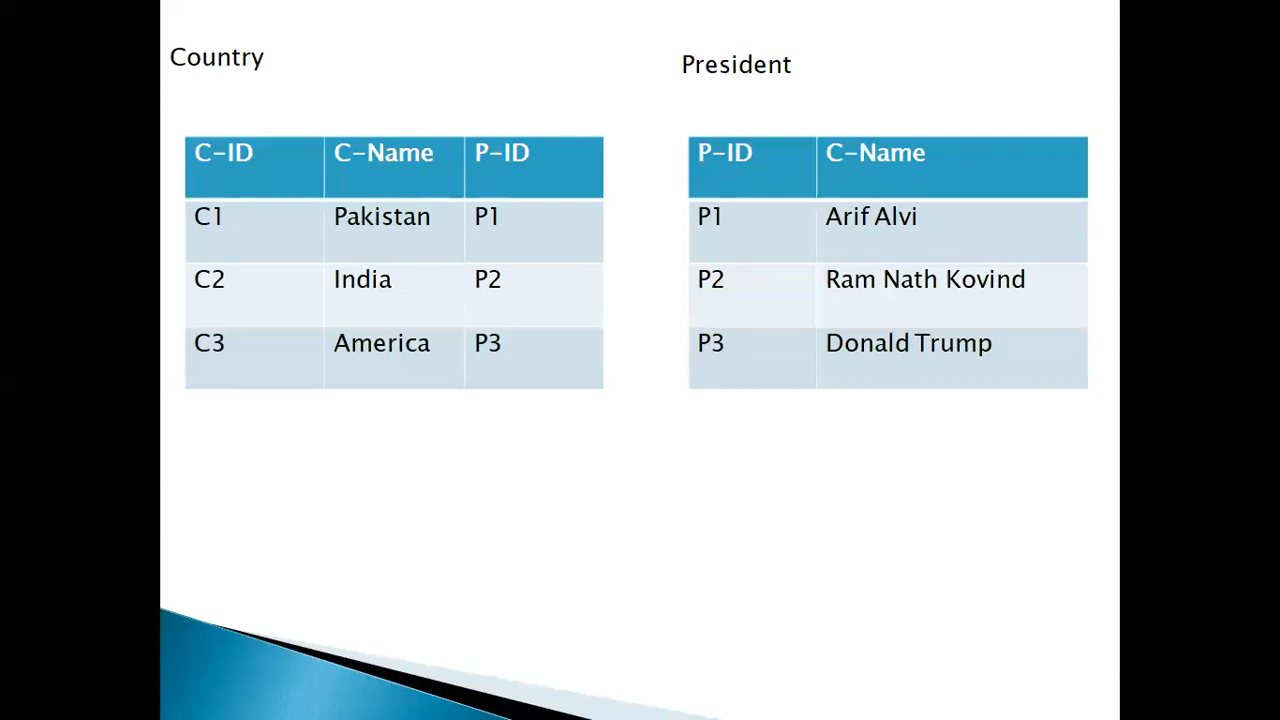 Country
C-ID C-Name P-ID
C1 Pakistan P1
C2 India P2
C3 America P3
President
P-ID C-Name
P1 Arif Alvi
P2 Ram Nath Kovind
P3 Donald Trump